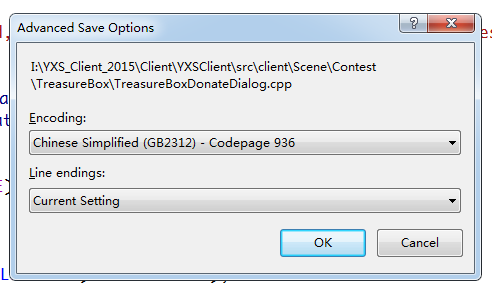 Advanced Save Options
I:\YXS_Client_2015\Client\YXSClient\src\client\Scene\Contest
\TreasureBox\TreasureBoxDonateDialog.cpp
Encoding:
Chinese Simplified (GB2312) - Codepage 936
Line endings:
Current Setting
OK
Cancel